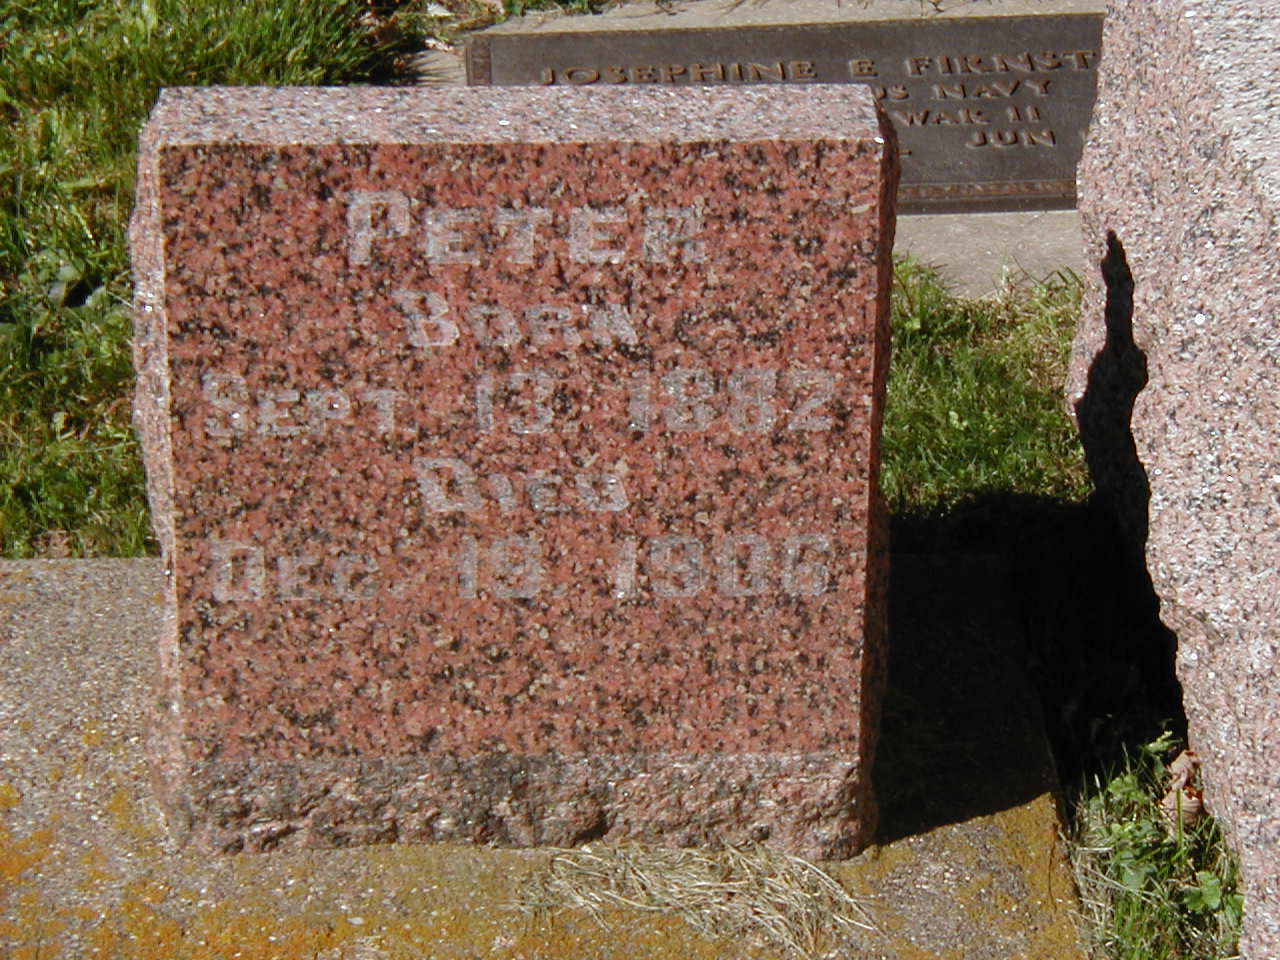 JOSEPHINE E FIRNST
US NAVY
WAR II
JUN
PETER
BORN
SEPT. 13. 1882
DIED
DEC. 19. 1906